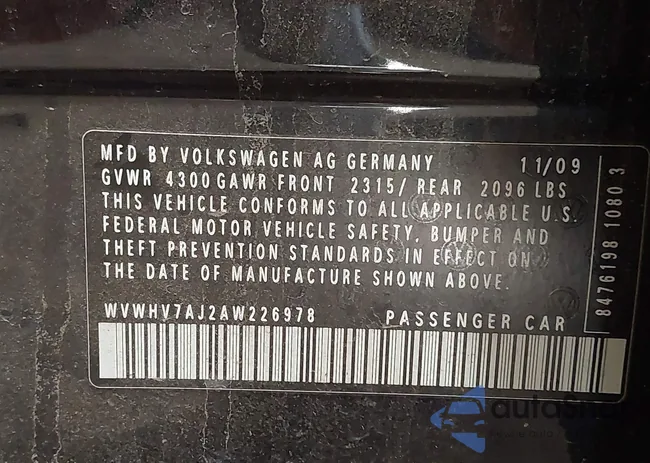 MFD BY VOLKSWAGEN AG GERMANY 11/09
GVWR 4300 GAWR FRONT 2315/ REAR 2096 LBS
THIS VEHICLE CONFORMS TO ALL APPLICABLE U.S.
FEDERAL MOTOR VEHICLE SAFETY, BUMPER AND
THEFT PREVENTION STANDARDS IN EFFECT ON
THE DATE OF MANUFACTURE SHOWN ABOVE.
WVWHV7AJ2AW226978 PASSENGER CAR
8476198 1080 3